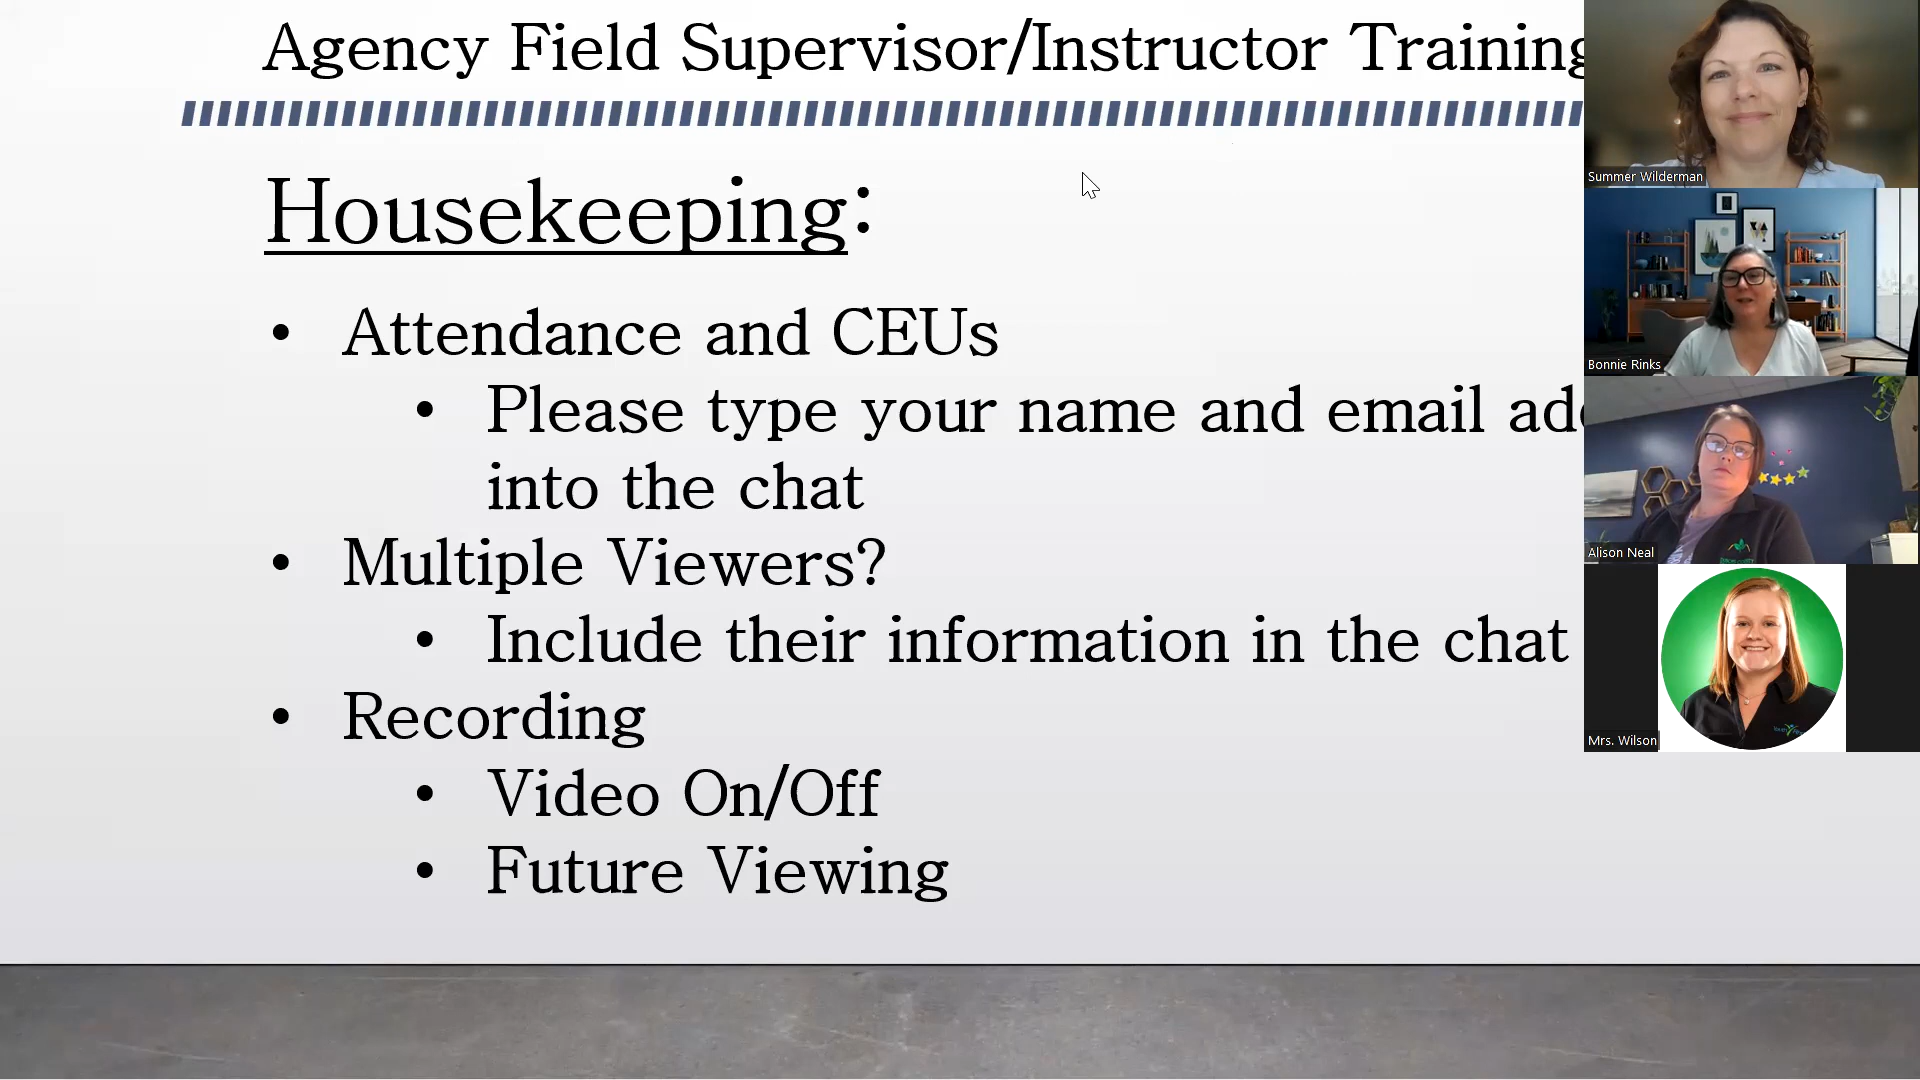 Agency Field Supervisor/Instructor Training
Housekeeping:
• Attendance and CEUs
• Please type your name and email
into the chat
• Multiple Viewers?
• Include their information in the chat
• Recording
• Video On/Off
• Future Viewing
Summer Wilderman
Bonnie Rinks
Alison Neal
Mrs. Wilson